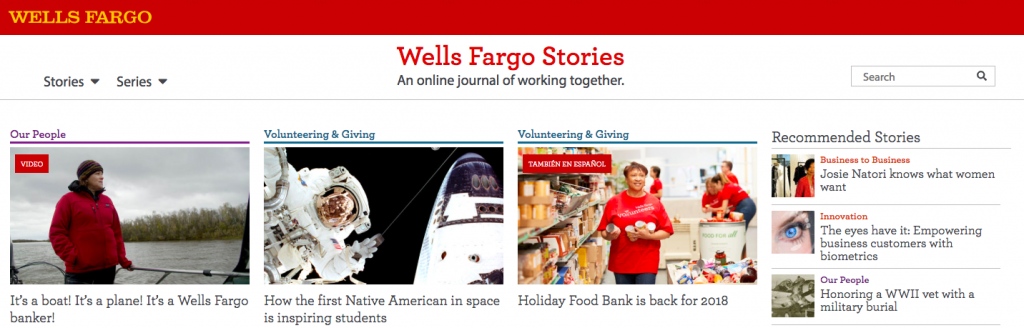 WELLS FARGO
Wells Fargo Stories
An online journal of working together.
Stories
Series
Search
Our People
VIDEO
It's a boat! It's a plane! It's a Wells Fargo
banker!
Volunteering & Giving
How the first Native American in space
is inspiring students
Volunteering & Giving
TAMBIÉN EN ESPAÑOL
Volunteers
Holiday Food Bank is back for 2018
Recommended Stories
Business to Business
Josie Natori knows what women
want
Innovation
The eyes have it: Empowering
business customers with
biometrics
Our People
Honoring a WWII vet with a
military burial